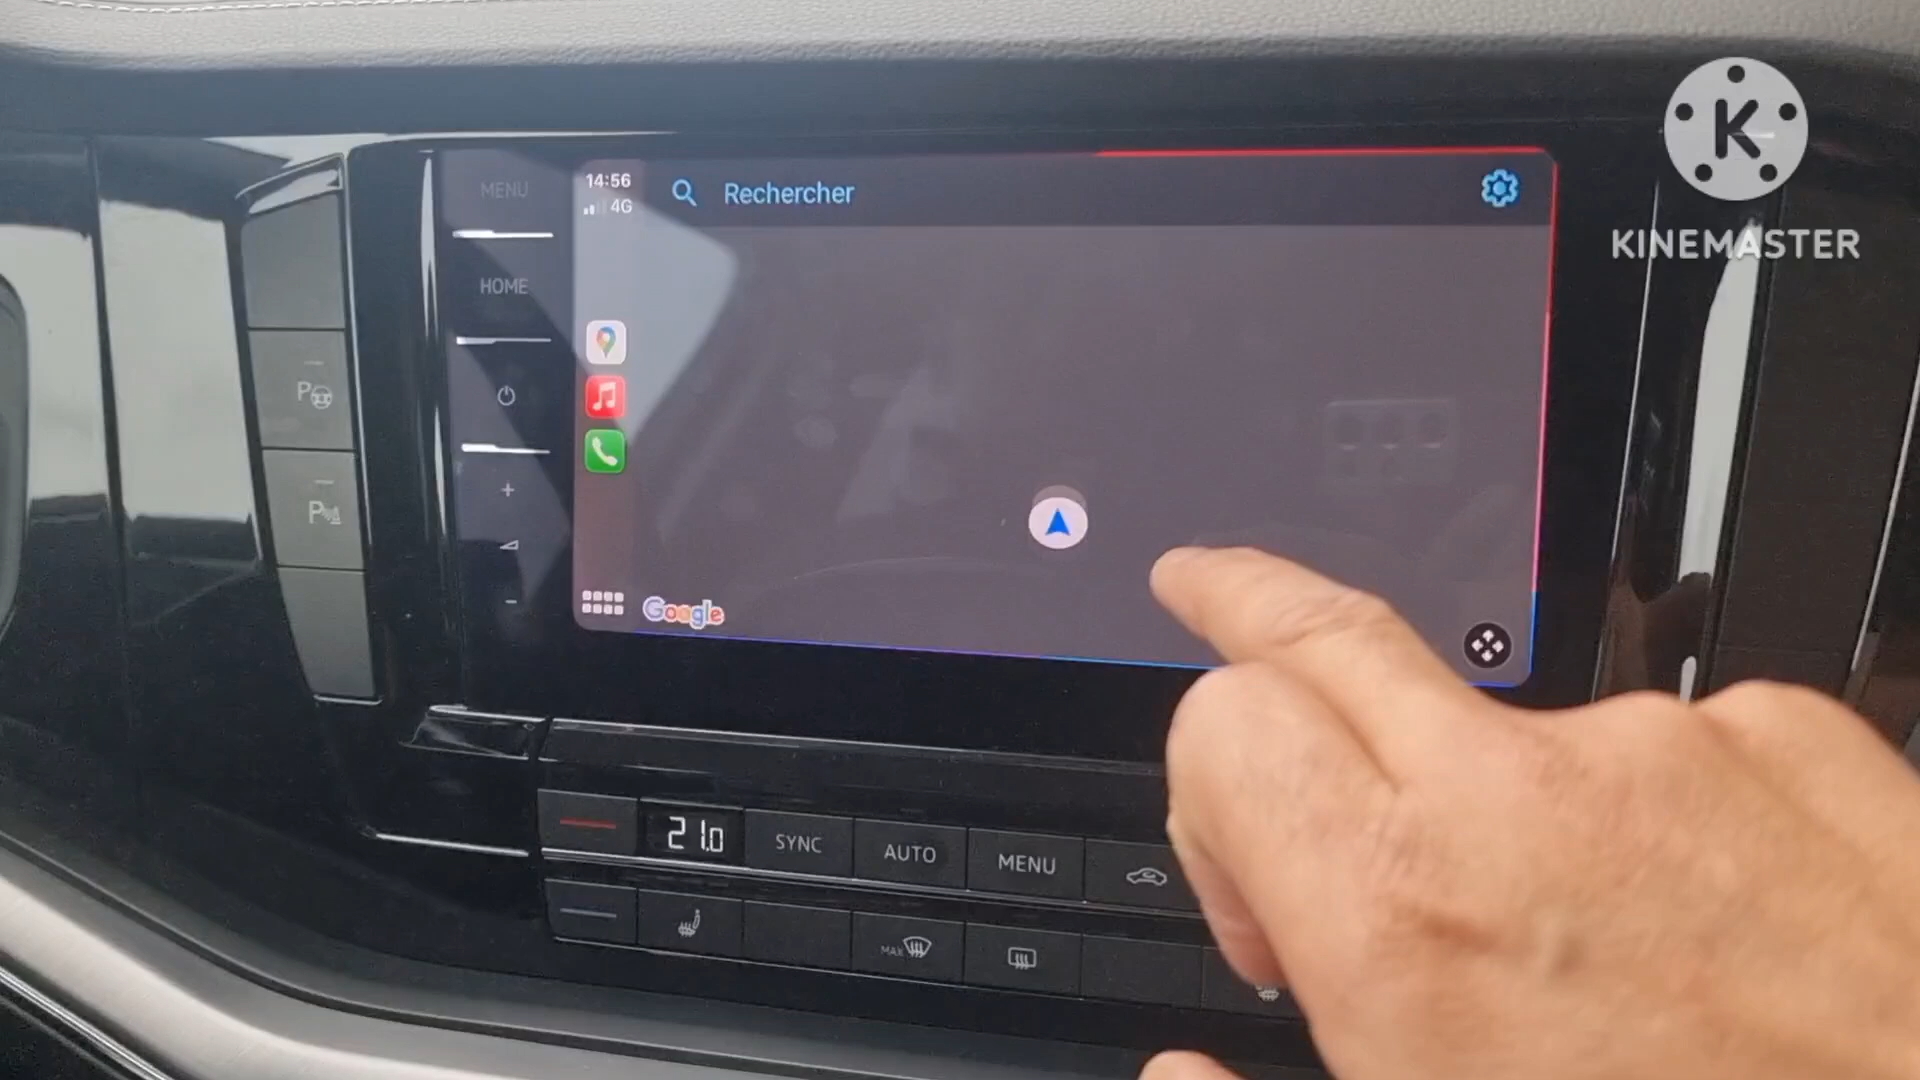 K
KINEMASTER
MENU
14:56
4G
Rechercher
HOME
P
P
+
-
Google
21.0
SYNC
AUTO
MENU
MAX